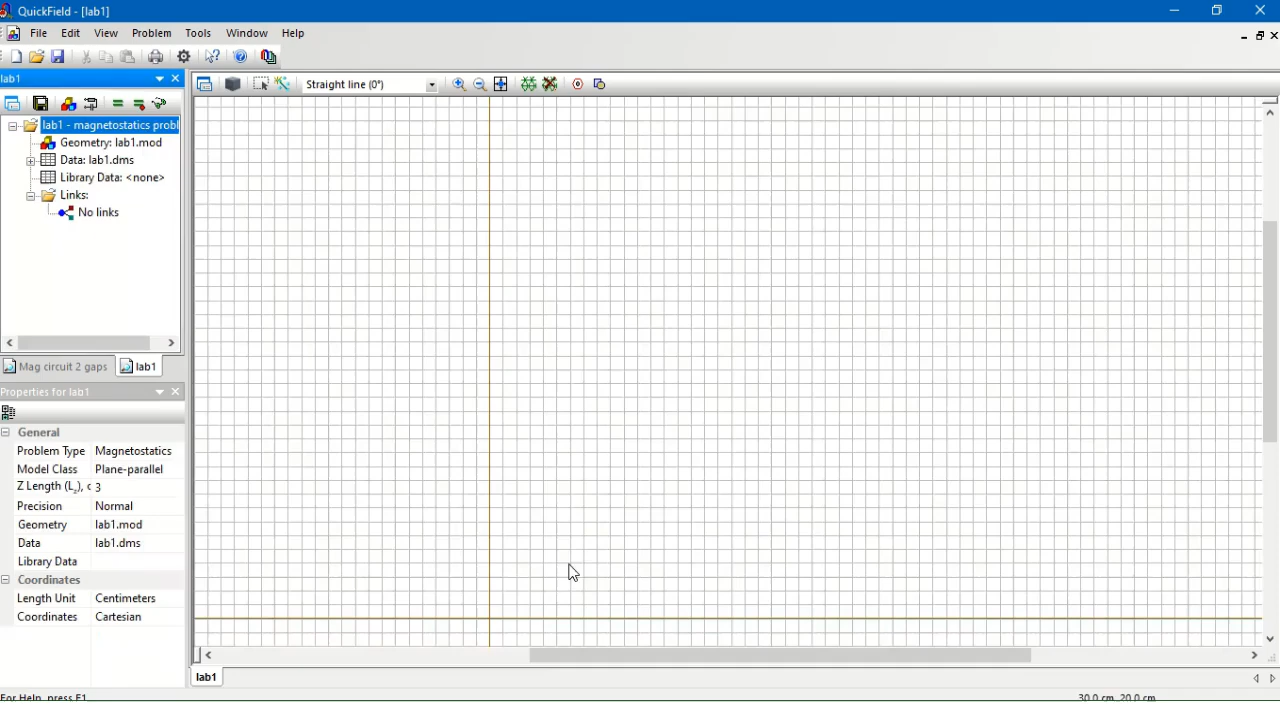 QuickField - [lab1]
File Edit View Problem Tools Window Help
lab1
Straight line (0°)
lab1 - magnetostatics probl
Geometry: lab1.mod
Data: lab1.dms
Library Data: <none>
Links:
No links
Mag circuit 2 gaps lab1
Properties for lab1
General
Problem Type Magnetostatics
Model Class Plane-parallel
Z Length (Lz), c 3
Precision Normal
Geometry lab1.mod
Data lab1.dms
Library Data
Coordinates
Length Unit Centimeters
Coordinates Cartesian
lab1
For Help, press F1
30.0 cm, 20.0 cm